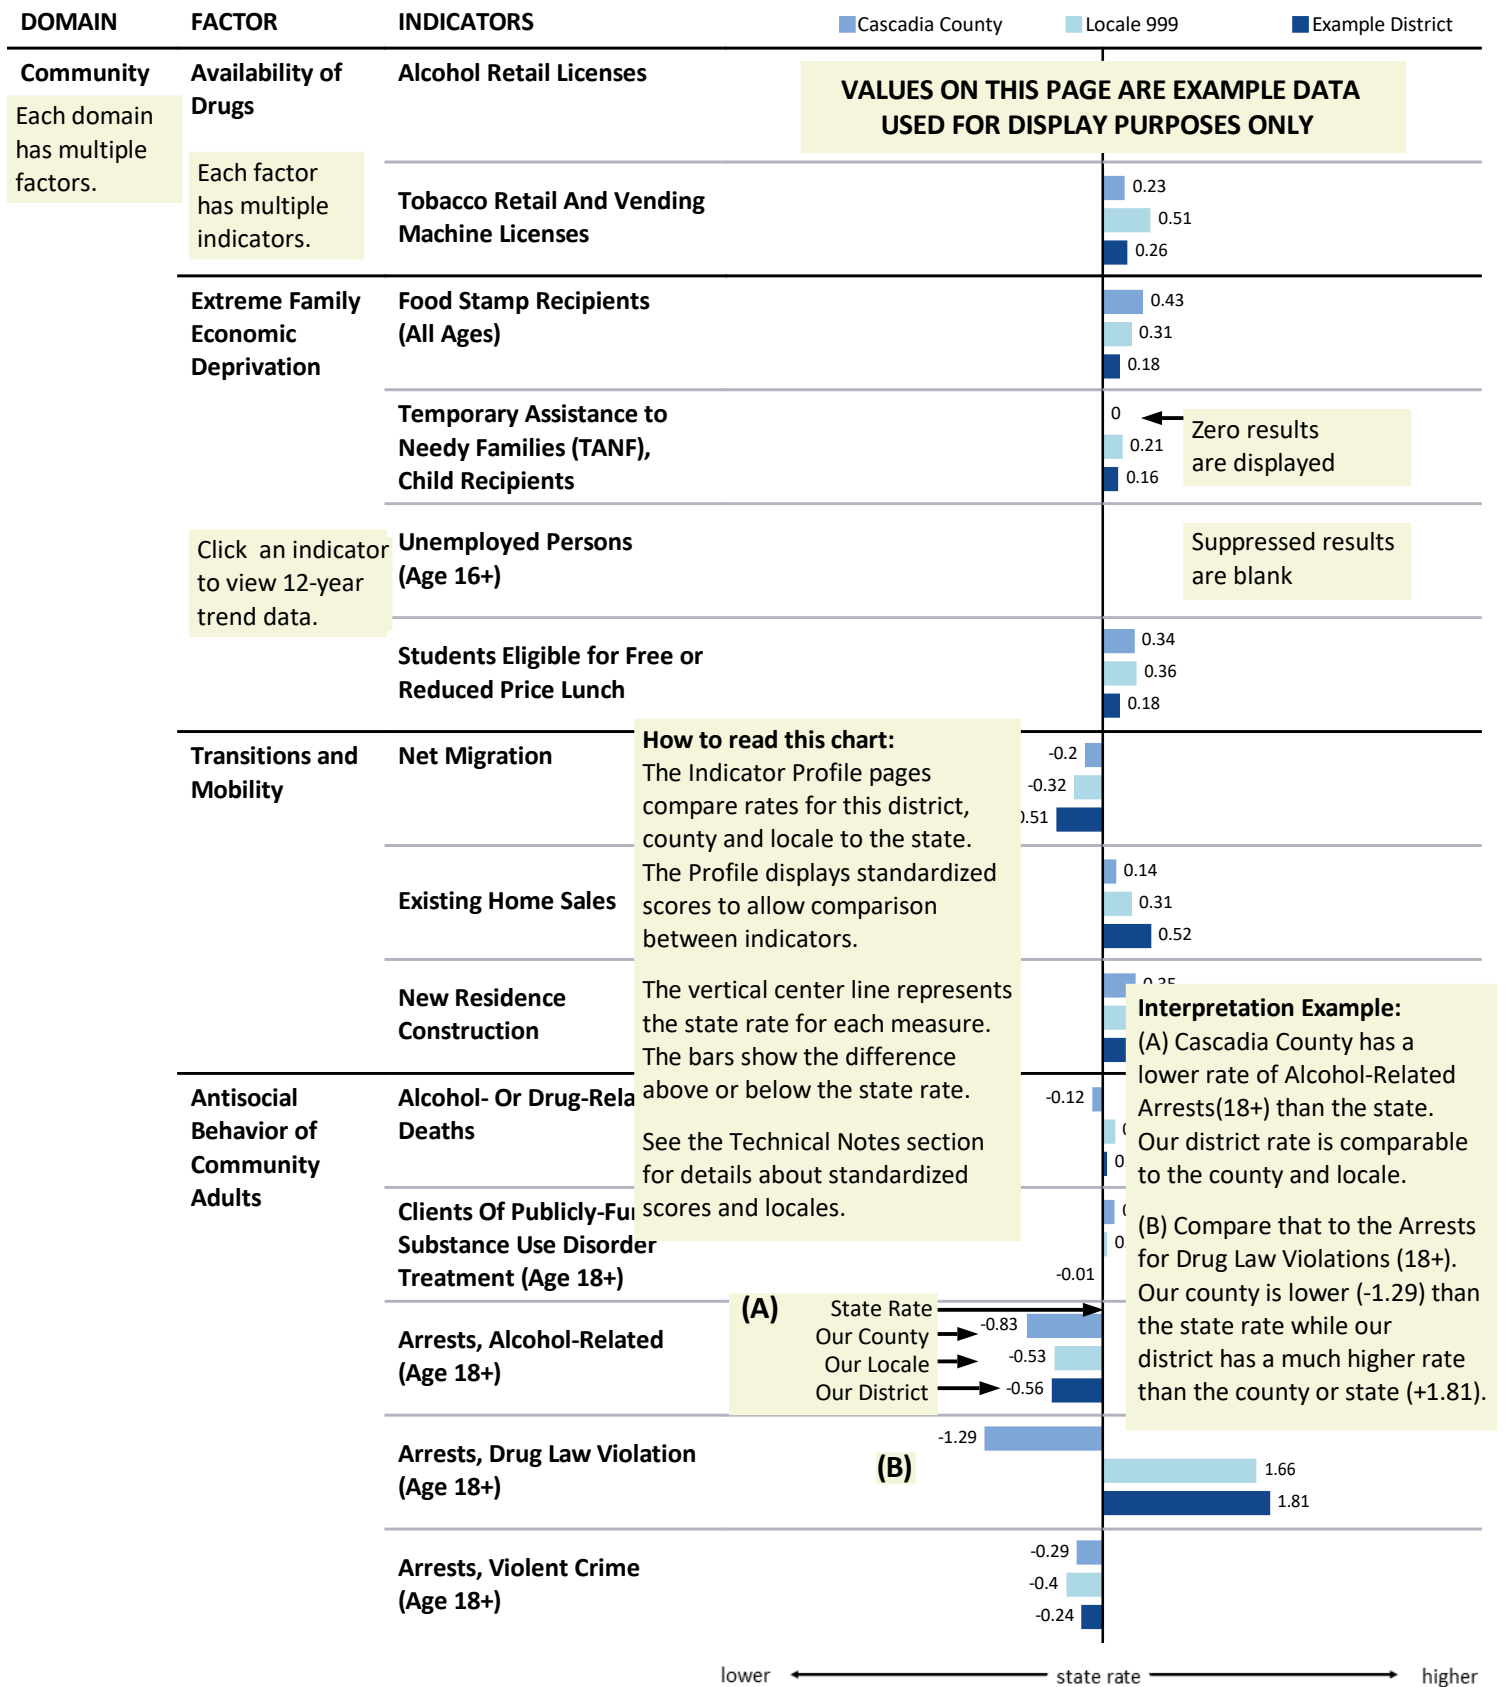 DOMAIN FACTOR INDICATORS Cascadia County Locale 999 Example District
Community
Each domain
has multiple
factors.
Availability of
Drugs
Each factor
has multiple
indicators.
Alcohol Retail Licenses
VALUES ON THIS PAGE ARE EXAMPLE DATA
USED FOR DISPLAY PURPOSES ONLY
Tobacco Retail And Vending
Machine Licenses
0.23
0.51
0.26
Extreme Family
Economic
Deprivation
Food Stamp Recipients
(All Ages)
0.43
0.31
0.18
Temporary Assistance to
Needy Families (TANF),
Child Recipients
0
0.21
0.16
Zero results
are displayed
Click an indicator
to view 12-year
trend data.
Unemployed Persons
(Age 16+)
Suppressed results
are blank
Students Eligible for Free or
Reduced Price Lunch
0.34
0.36
0.18
Transitions and
Mobility
Net Migration
-0.2
-0.32
0.51
How to read this chart:
The Indicator Profile pages
compare rates for this district,
county and locale to the state.
The Profile displays standardized
scores to allow comparison
between indicators.
The vertical center line represents
the state rate for each measure.
The bars show the difference
above or below the state rate.
See the Technical Notes section
for details about standardized
scores and locales.
Existing Home Sales
0.14
0.31
0.52
New Residence
Construction
Interpretation Example:
(A) Cascadia County has a
lower rate of Alcohol-Related
Arrests(18+) than the state.
Our district rate is comparable
to the county and locale.
(B) Compare that to the Arrests
for Drug Law Violations (18+).
Our county is lower (-1.29) than
the state rate while our
district has a much higher rate
than the county or state (+1.81).
Antisocial
Behavior of
Community
Adults
Alcohol- Or Drug-Rela
Deaths
-0.12
Clients Of Publicly-Fu
Substance Use Disorder
Treatment (Age 18+)
-0.01
Arrests, Alcohol-Related
(Age 18+)
(A) State Rate
Our County -0.83
Our Locale -0.53
Our District -0.56
Arrests, Drug Law Violation
(Age 18+)
(B)
-1.29
1.66
1.81
Arrests, Violent Crime
(Age 18+)
-0.29
-0.4
-0.24
lower state rate higher